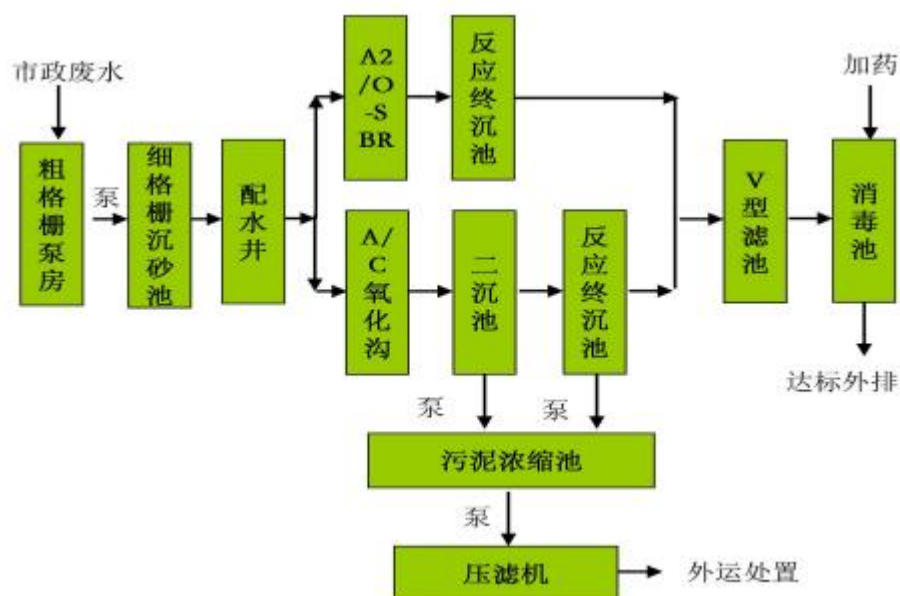 市政废水
粗格栅泵房
泵
细格栅沉砂池
配水井
A2
/O
-S
BR
反应终沉池
A/
C
氧化沟
二沉池
反应终沉池
V型滤池
加药
消毒池
达标外排
泵
泵
污泥浓缩池
泵
压滤机
外运处置